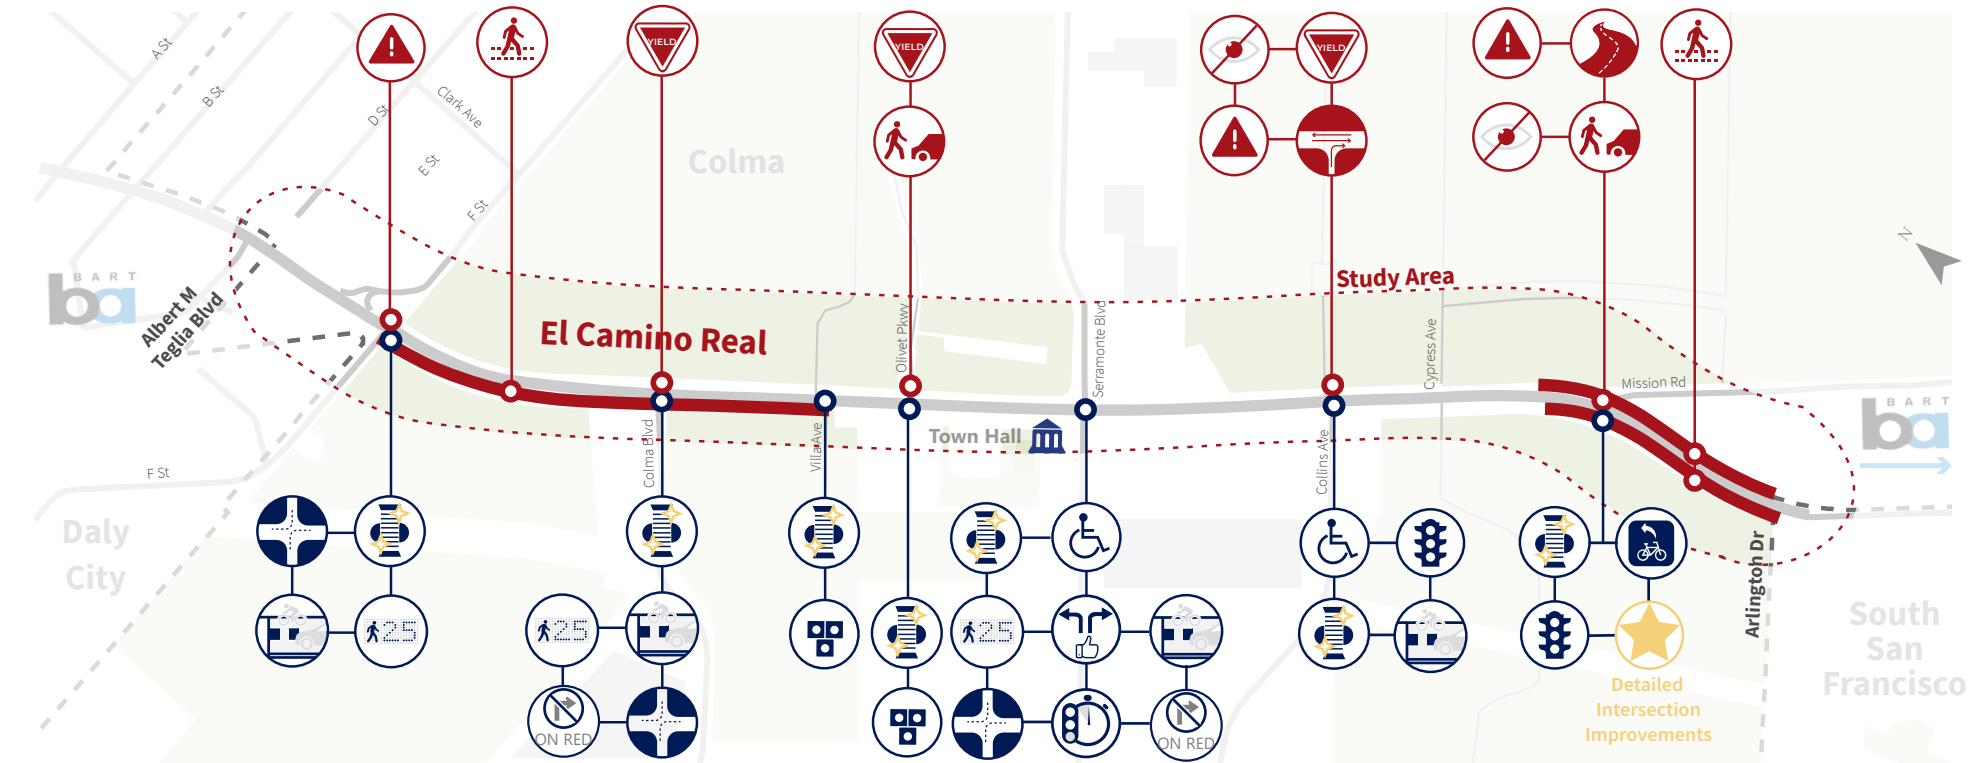 A St
B St
D St
Clark Ave
E St
F St
Colma
YIELD
YIELD
YIELD
N
BART
ba
Albert M
Teglia Blvd
El Camino Real
Study Area
Olivet Pkwy
Serramonte Blvd
Cypress Ave
Mission Rd
BART
ba
Town Hall
Colma Blvd
Villa Ave
Collins Ave
F St
Daly
City
Arlington Dr
South
San
Francisco
25
25
25
ON RED
ON RED
Detailed
Intersection
Improvements